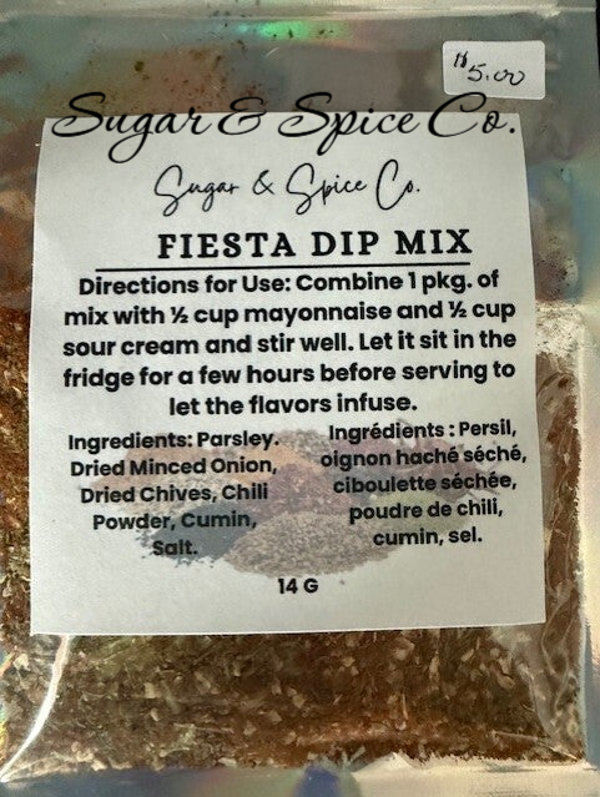 $5.00
Sugar & Spice Co.
Sugar & Spice Co.
FIESTA DIP MIX
Directions for Use: Combine 1 pkg. of
mix with ½ cup mayonnaise and ½ cup
sour cream and stir well. Let it sit in the
fridge for a few hours before serving to
let the flavors infuse.
Ingredients: Parsley.
Dried Minced Onion,
Dried Chives, Chili
Powder, Cumin,
Salt.
Ingrédients : Persil,
oignon haché séché,
ciboulette séchée,
poudre de chili,
cumin, sel.
14 G